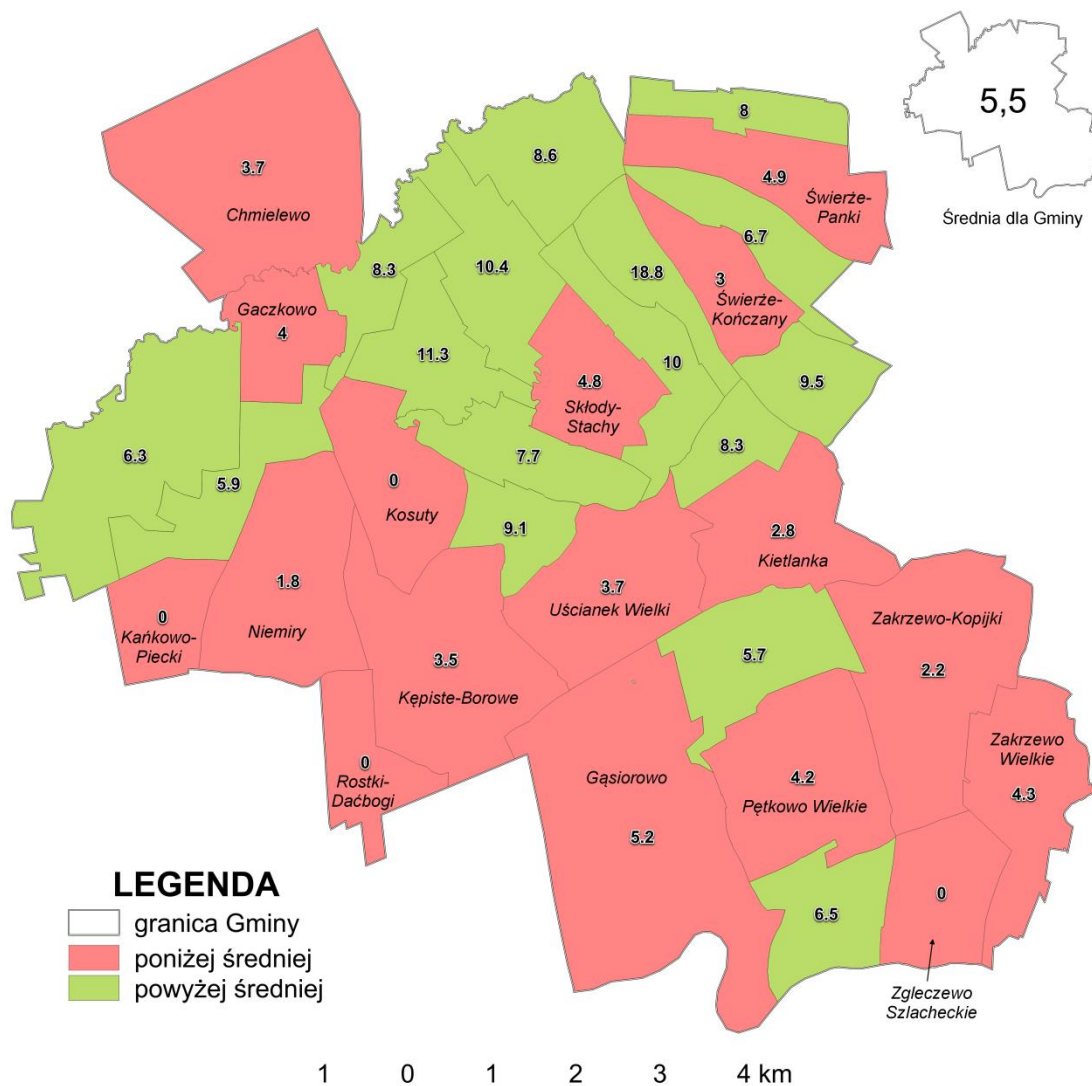 8
5,5
8.6
3.7
Chmielewo
4.9
Świerże-
Panki
Średnia dla Gminy
6.7
8.3
10.4
18.8
3
Świerże-
Kończany
Gaczkowo
4
11.3
10
4.8
Skłody-
Stachy
9.5
8.3
6.3
7.7
5.9
0
Kosuty
9.1
2.8
Kietlanka
1.8
Niemiry
3.7
Uścianek Wielki
0
Kańkowo-
Piecki
Zakrzewo-Kopijki
2.2
3.5
Kępiste-Borowe
5.7
Zakrzewo
Wielkie
4.3
0
Rostki-
Daćbogi
Gąsiorowo
5.2
4.2
Pętkowo Wielkie
6.5
0
Zgleczewo
Szlacheckie
LEGENDA
granica Gminy
poniżej średniej
powyżej średniej
1 0 1 2 3 4 km